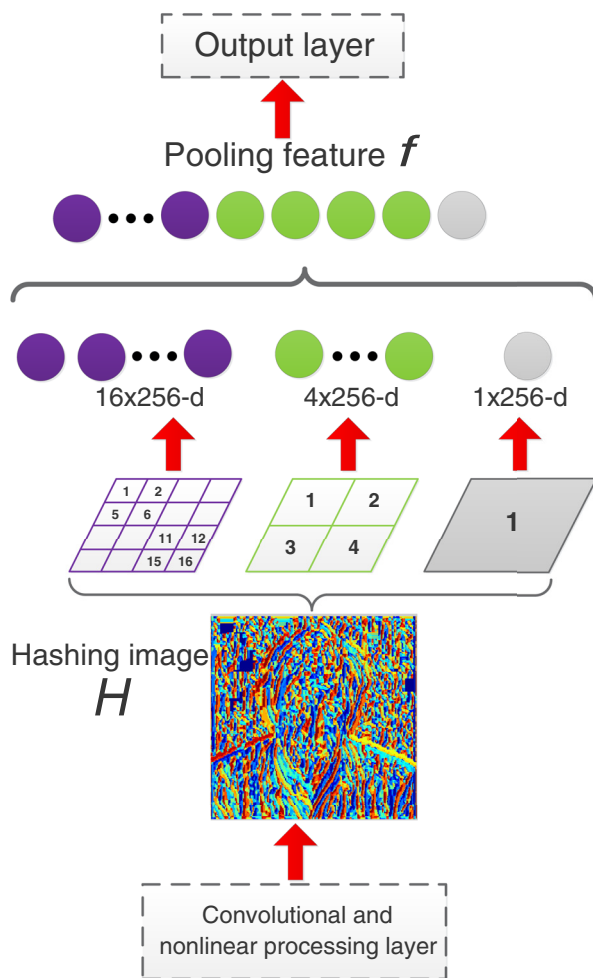 Output layer
Pooling feature f
16x256-d 4x256-d 1x256-d
1 2
5 6
11 12
15 16
1 2
3 4
1
Hashing image
H
Convolutional and
nonlinear processing layer